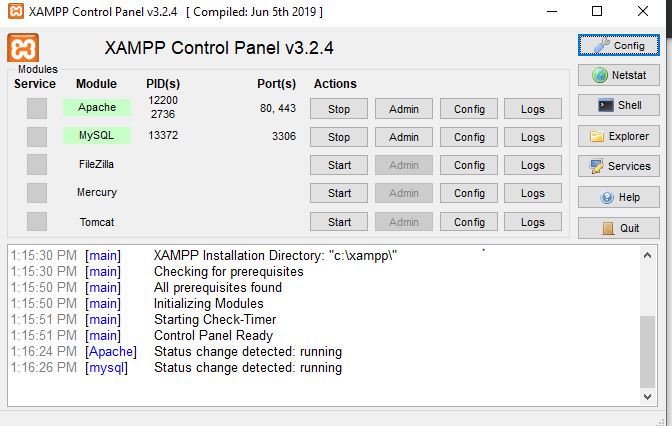 XAMPP Control Panel v3.2.4 [ Compiled: Jun 5th 2019 ]
XAMPP Control Panel v3.2.4
Config
Modules
Service Module PID(s) Port(s) Actions
Netstat
Apache 12200 2736 80, 443 Stop Admin Config Logs
Shell
MySQL 13372 3306 Stop Admin Config Logs
Explorer
FileZilla Start Admin Config Logs
Services
Mercury Start Admin Config Logs
Help
Tomcat Start Admin Config Logs
Quit
1:15:30 PM [main] XAMPP Installation Directory: "c:\xampp\"
1:15:30 PM [main] Checking for prerequisites
1:15:50 PM [main] All prerequisites found
1:15:50 PM [main] Initializing Modules
1:15:51 PM [main] Starting Check-Timer
1:15:51 PM [main] Control Panel Ready
1:16:24 PM [Apache] Status change detected: running
1:16:26 PM [mysql] Status change detected: running